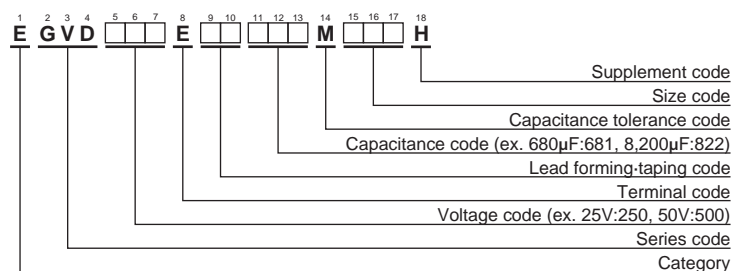 1 2 3 4 5 6 7 8 9 10 11 12 13 14 15 16 17 18
E G V D E M H
Supplement code
Size code
Capacitance tolerance code
Capacitance code (ex. 680µF:681, 8,200µF:822)
Lead forming·taping code
Terminal code
Voltage code (ex. 25V:250, 50V:500)
Series code
Category